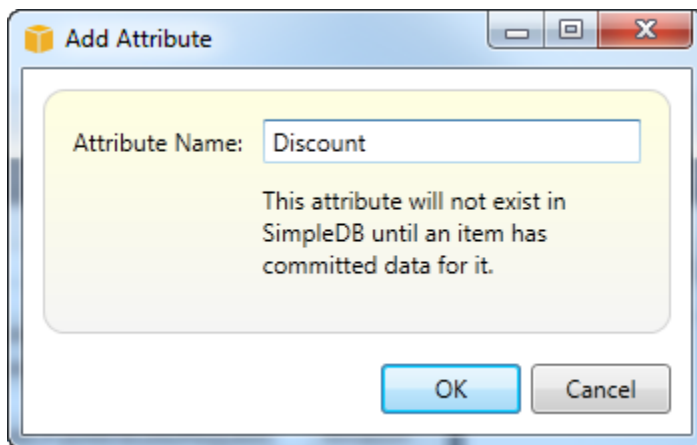 Add Attribute
Attribute Name: Discount
This attribute will not exist in
SimpleDB until an item has
committed data for it.
OK Cancel